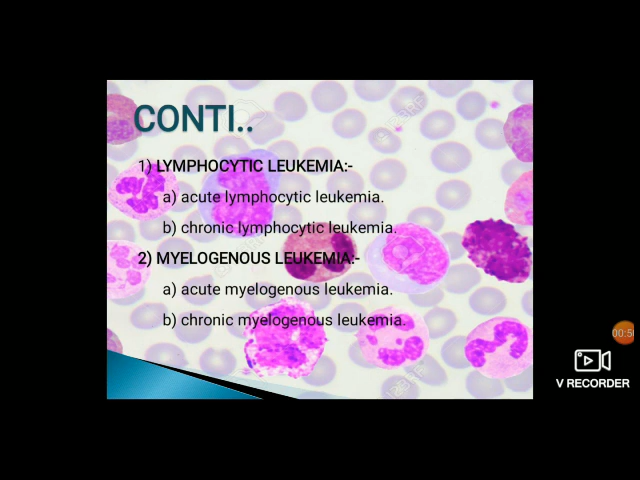 CONTI..
1) LYMPHOCYTIC LEUKEMIA:-
a) acute lymphocytic leukemia.
b) chronic lymphocytic leukemia.
2) MYELOGENOUS LEUKEMIA:-
a) acute myelogenous leukemia.
b) chronic myelogenous leukemia.
V RECORDER